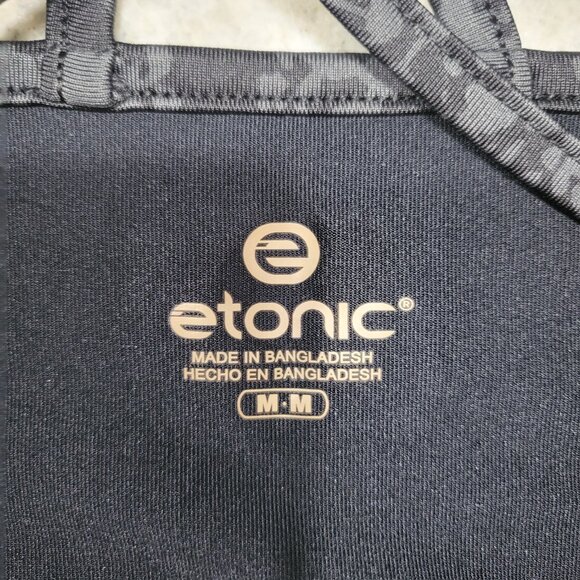 e
etonic®
MADE IN BANGLADESH
HECHO EN BANGLADESH
M·M